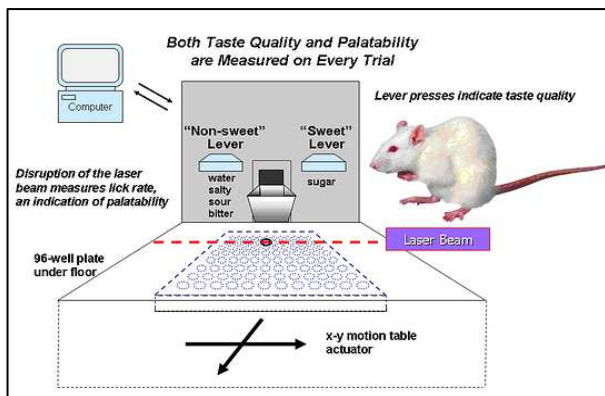 Both Taste Quality and Palatability
are Measured on Every Trial
Computer
Lever presses indicate taste quality
“Non-sweet”
Lever
“Sweet”
Lever
water
salty
sour
bitter
sugar
Disruption of the laser
beam measures lick rate,
an indication of palatability
Laser Beam
96-well plate
under floor
x-y motion table
actuator